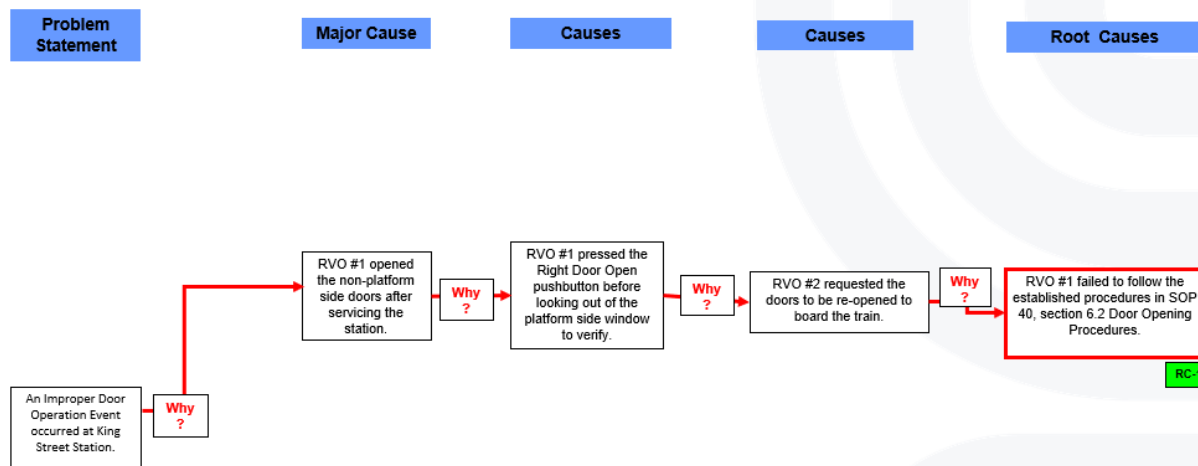 Problem
Statement
Major Cause
Causes
Causes
Root Causes
An Improper Door
Operation Event
occurred at King
Street Station.
Why
?
RVO #1 opened
the non-platform
side doors after
servicing the
station.
Why
?
RVO #1 pressed the
Right Door Open
pushbutton before
looking out of the
platform side window
to verify.
Why
?
RVO #2 requested the
doors to be re-opened to
board the train.
Why
?
RVO #1 failed to follow the
established procedures in SOP
40, section 6.2 Door Opening
Procedures.